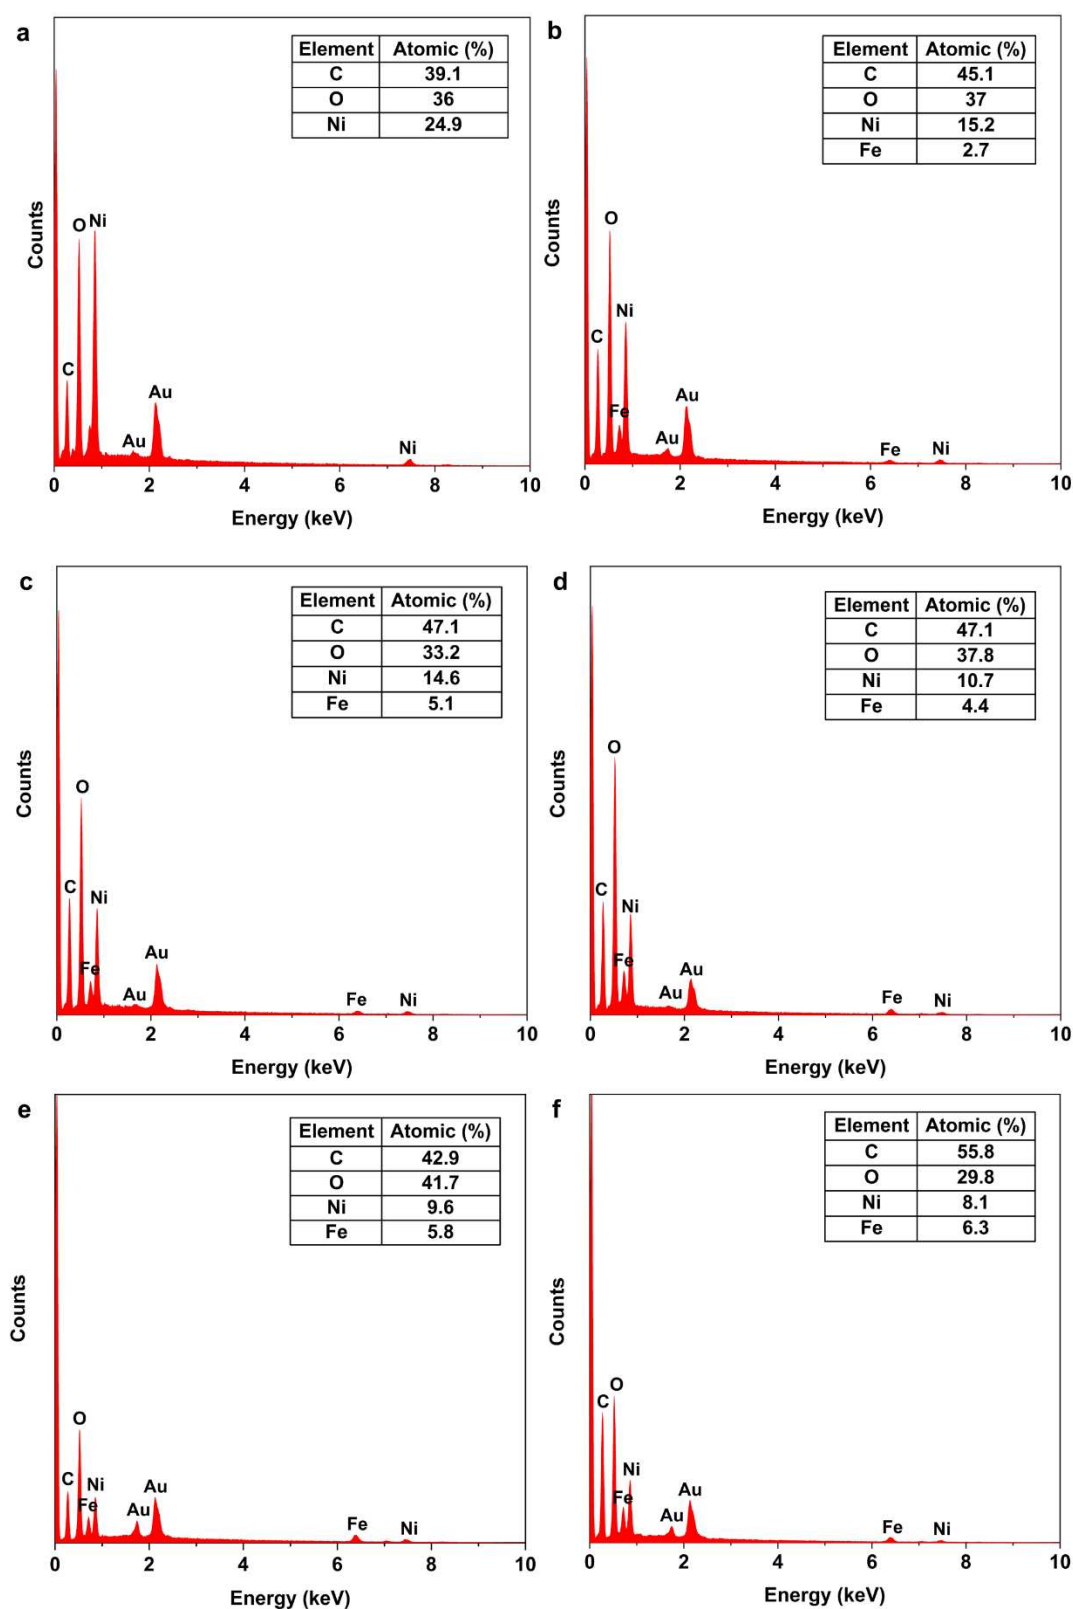 a
Element Atomic (%)
C 39.1
O 36
Ni 24.9
Counts
O Ni
C
Au
Au
Ni
0 2 4 6 8 10
Energy (keV)
b
Element Atomic (%)
C 45.1
O 37
Ni 15.2
Fe 2.7
Counts
O
Ni
C
Fe
Au
Au
Fe Ni
0 2 4 6 8 10
Energy (keV)
c
Element Atomic (%)
C 47.1
O 33.2
Ni 14.6
Fe 5.1
Counts
O
C Ni
Fe
Au
Au
Fe Ni
0 2 4 6 8 10
Energy (keV)
d
Element Atomic (%)
C 47.1
O 37.8
Ni 10.7
Fe 4.4
Counts
O
C
Ni
Fe
Au
Au
Fe Ni
0 2 4 6 8 10
Energy (keV)
e
Element Atomic (%)
C 42.9
O 41.7
Ni 9.6
Fe 5.8
Counts
O
C Ni
Fe
Au
Au
Fe Ni
0 2 4 6 8 10
Energy (keV)
f
Element Atomic (%)
C 55.8
O 29.8
Ni 8.1
Fe 6.3
Counts
O
C
Ni
Fe
Au
Au
Fe Ni
0 2 4 6 8 10
Energy (keV)